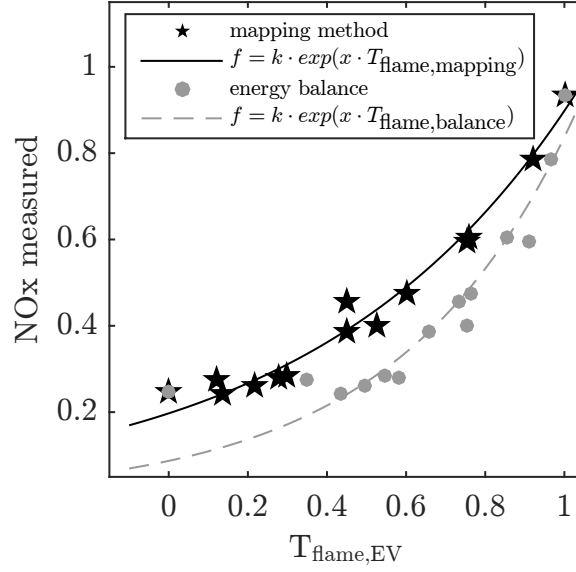 mapping method
f = k · exp(x · T_flame,mapping)
energy balance
f = k · exp(x · T_flame,balance)
1
0.8
0.6
0.4
0.2
NOx measured
0 0.2 0.4 0.6 0.8 1
T_flame,EV